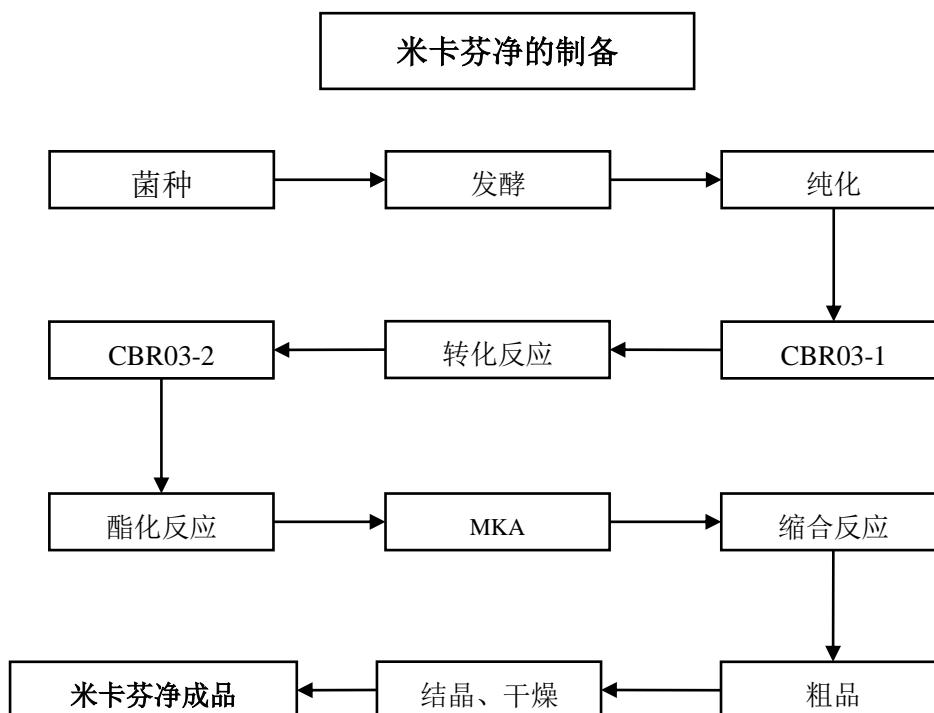 米卡芬净的制备
菌种
发酵
纯化
CBR03-2
转化反应
CBR03-1
酯化反应
MKA
缩合反应
米卡芬净成品
结晶、干燥
粗品